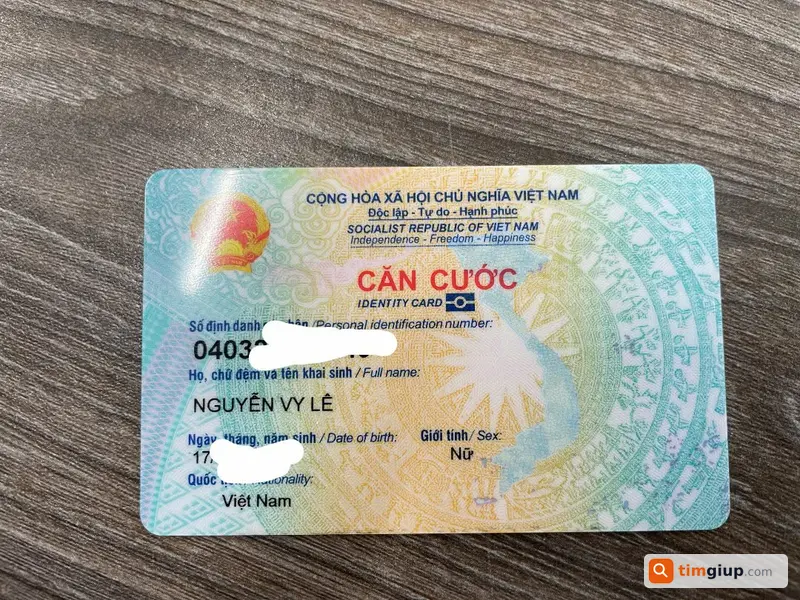 CỘNG HÒA XÃ HỘI CHỦ NGHĨA VIỆT NAM
Độc lập - Tự do - Hạnh phúc
SOCIALIST REPUBLIC OF VIET NAM
Independence - Freedom - Happiness
CĂN CƯỚC
IDENTITY CARD
Số định danh /Personal identification number:
Họ, chữ đệm và tên khai sinh / Full name:
NGUYỄN VY LÊ
Ngày, tháng, năm sinh / Date of birth: Giới tính / Sex:
17 Nữ
Quốc
Việt Nam
timgiup.com